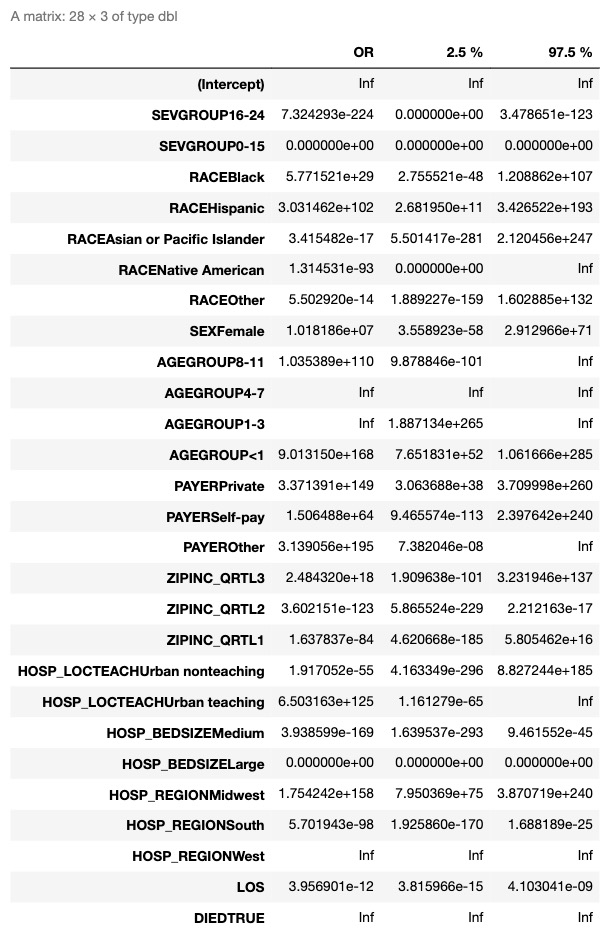 A matrix: 28 × 3 of type dbl
OR 2.5 % 97.5 %
(Intercept) Inf Inf Inf
SEVGROUP16-24 7.324293e-224 0.000000e+00 3.478651e-123
SEVGROUP0-15 0.000000e+00 0.000000e+00 0.000000e+00
RACEBlack 5.771521e+29 2.755521e-48 1.208862e+107
RACEHispanic 3.031462e+102 2.681950e+11 3.426522e+193
RACEAsian or Pacific Islander 3.415482e-17 5.501417e-281 2.120456e+247
RACENative American 1.314531e-93 0.000000e+00 Inf
RACEOther 5.502920e-14 1.889227e-159 1.602885e+132
SEXFemale 1.018186e+07 3.558923e-58 2.912966e+71
AGEGROUP8-11 1.035389e+110 9.878846e-101 Inf
AGEGROUP4-7 Inf Inf Inf
AGEGROUP1-3 Inf 1.887134e+265 Inf
AGEGROUP<1 9.013150e+168 7.651831e+52 1.061666e+285
PAYERPrivate 3.371391e+149 3.063688e+38 3.709998e+260
PAYERSelf-pay 1.506488e+64 9.465574e-113 2.397642e+240
PAYEROther 3.139056e+195 7.382046e-08 Inf
ZIPINC_QRTL3 2.484320e+18 1.909638e-101 3.231946e+137
ZIPINC_QRTL2 3.602151e-123 5.865524e-229 2.212163e-17
ZIPINC_QRTL1 1.637837e-84 4.620668e-185 5.805462e+16
HOSP_LOCTEACHUrban nonteaching 1.917052e-55 4.163349e-296 8.827244e+185
HOSP_LOCTEACHUrban teaching 6.503163e+125 1.161279e-65 Inf
HOSP_BEDSIZEMedium 3.938599e-169 1.639537e-293 9.461552e-45
HOSP_BEDSIZELarge 0.000000e+00 0.000000e+00 0.000000e+00
HOSP_REGIONMidwest 1.754242e+158 7.950369e+75 3.870719e+240
HOSP_REGIONSouth 5.701943e-98 1.925860e-170 1.688189e-25
HOSP_REGIONWest Inf Inf Inf
LOS 3.956901e-12 3.815966e-15 4.103041e-09
DIEDTRUE Inf Inf Inf